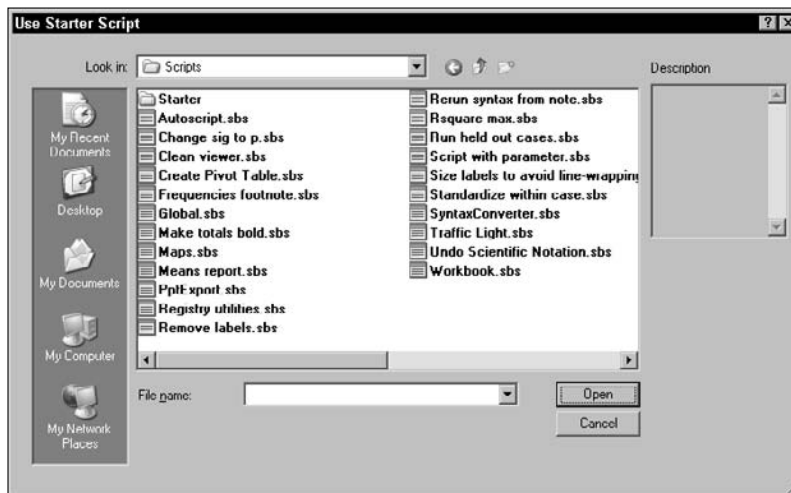 Use Starter Script
Look in:
Scripts
Description
My Recent
Documents
Desktop
My Documents
My Computer
My Network
Places
Starter
Autoscript.sbs
Change sig to p.sbs
Clean viewer.sbs
Create Pivot Table.sbs
Frequencies footnote.sbs
Global.sbs
Make totals bold.sbs
Maps.sbs
Means report.sbs
PptExport.sbs
Registry utilities.sbs
Remove labels.sbs
Rerun syntax from note.sbs
Rsquare max.sbs
Run held out cases.sbs
Script with parameter.sbs
Size labels to avoid line-wrapping
Standardize within case.sbs
SyntaxConverter.sbs
Traffic Light.sbs
Undo Scientific Notation.sbs
Workbook.sbs
File name:
Open
Cancel